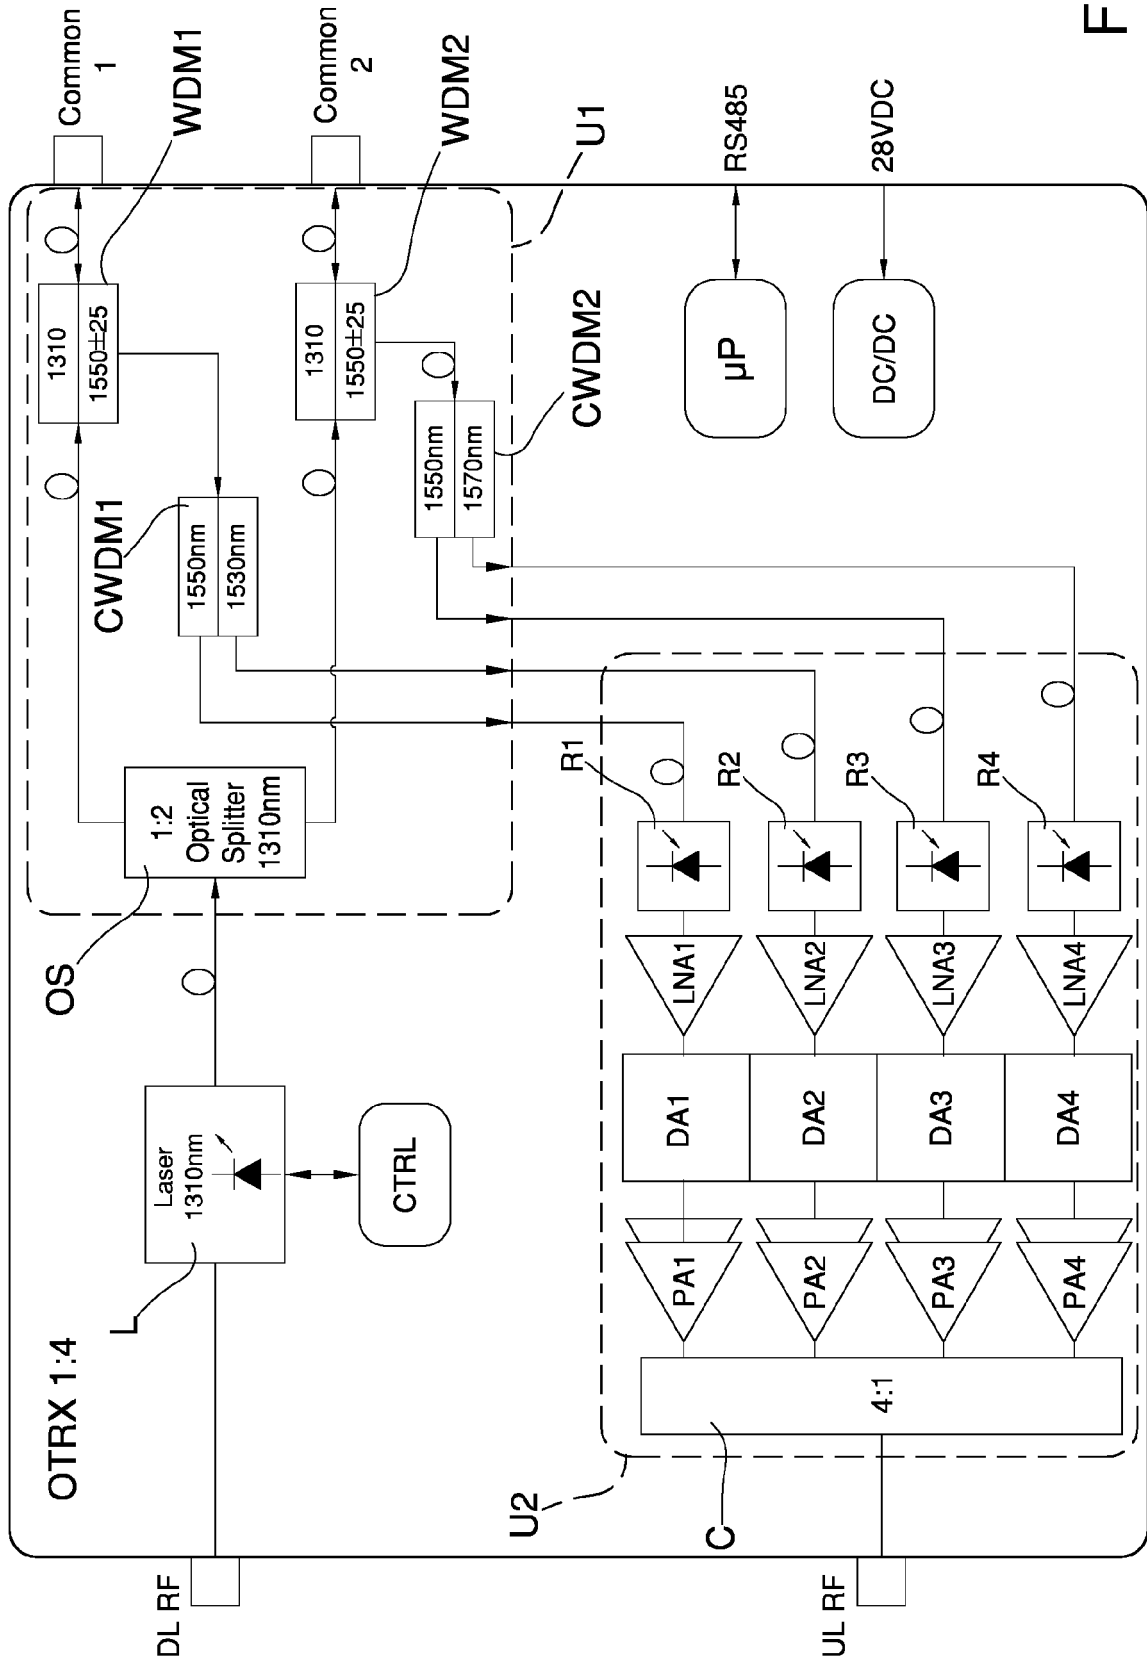 OTRX 1:4
DL RF
L
Laser
1310nm
CTRL
OS
1:2
Optical
Splitter
1310nm
CWDM1
1550nm
1530nm
1310
1550±25
Common
1
WDM1
1310
1550±25
Common
2
WDM2
U1
1550nm
1570nm
CWDM2
µP
RS485
DC/DC
28VDC
U2
C
UL RF
4:1
PA1
DA1
LNA1
R1
PA2
DA2
LNA2
R2
PA3
DA3
LNA3
R3
PA4
DA4
LNA4
R4
F